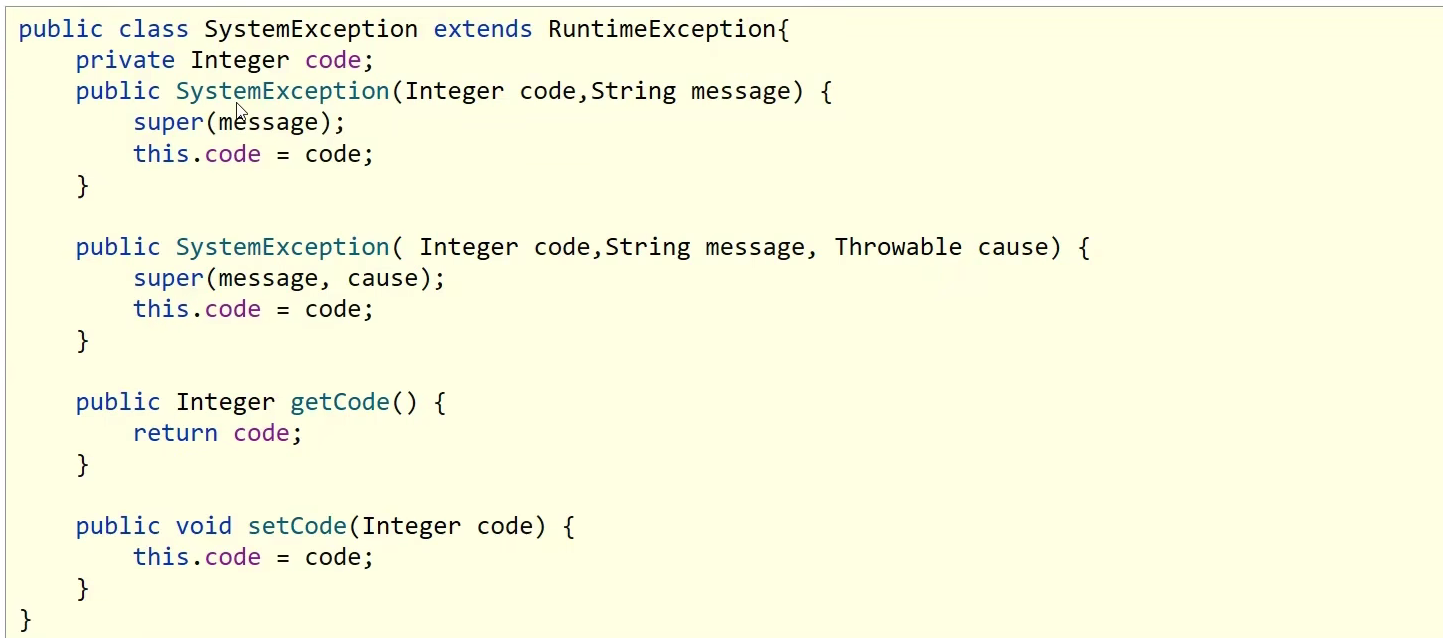 public class SystemException extends RuntimeException{
    private Integer code;
    public SystemException(Integer code,String message) {
        super(message);
        this.code = code;
    }

    public SystemException( Integer code,String message, Throwable cause) {
        super(message, cause);
        this.code = code;
    }

    public Integer getCode() {
        return code;
    }

    public void setCode(Integer code) {
        this.code = code;
    }
}